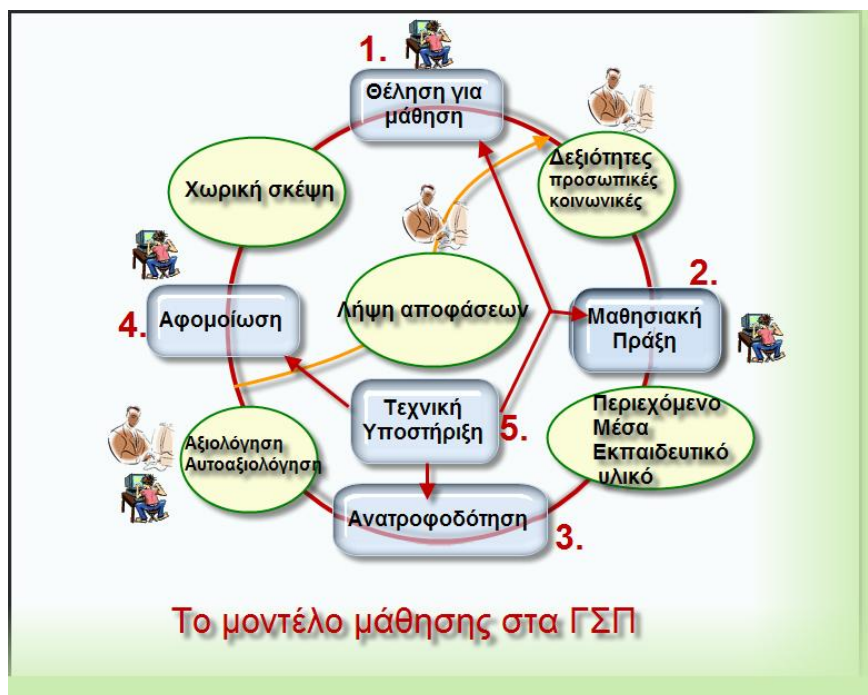 1.
Θέληση για
μάθηση
Δεξιότητες
προσωπικές
κοινωνικές
Χωρική σκέψη
2.
Μαθησιακή
Πράξη
4.
Αφομοίωση
Λήψη αποφάσεων
Τεχνική
Υποστήριξη
5.
Περιεχόμενο
Μέσα
Εκπαιδευτικό
υλικό
Αξιολόγηση
Αυτοαξιολόγηση
Ανατροφοδότηση
3.
Το μοντέλο μάθησης στα ΓΣΠ